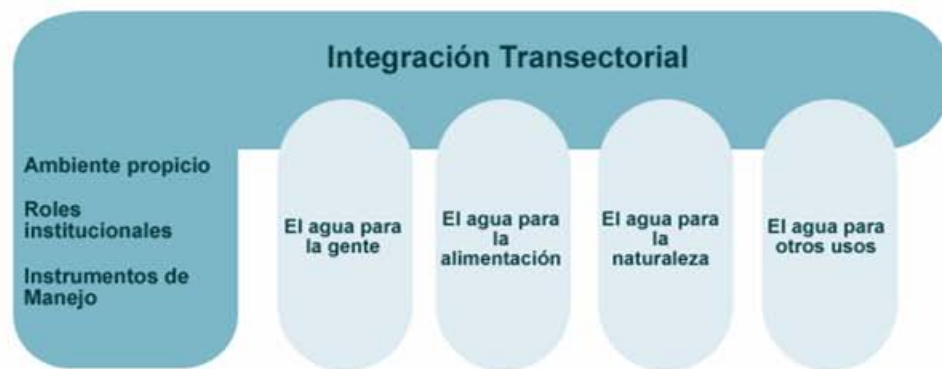 Integración Transectorial
Ambiente propicio
Roles
institucionales
Instrumentos de
Manejo
El agua para
la gente
El agua para
la
alimentación
El agua para
la
naturaleza
El agua para
otros usos